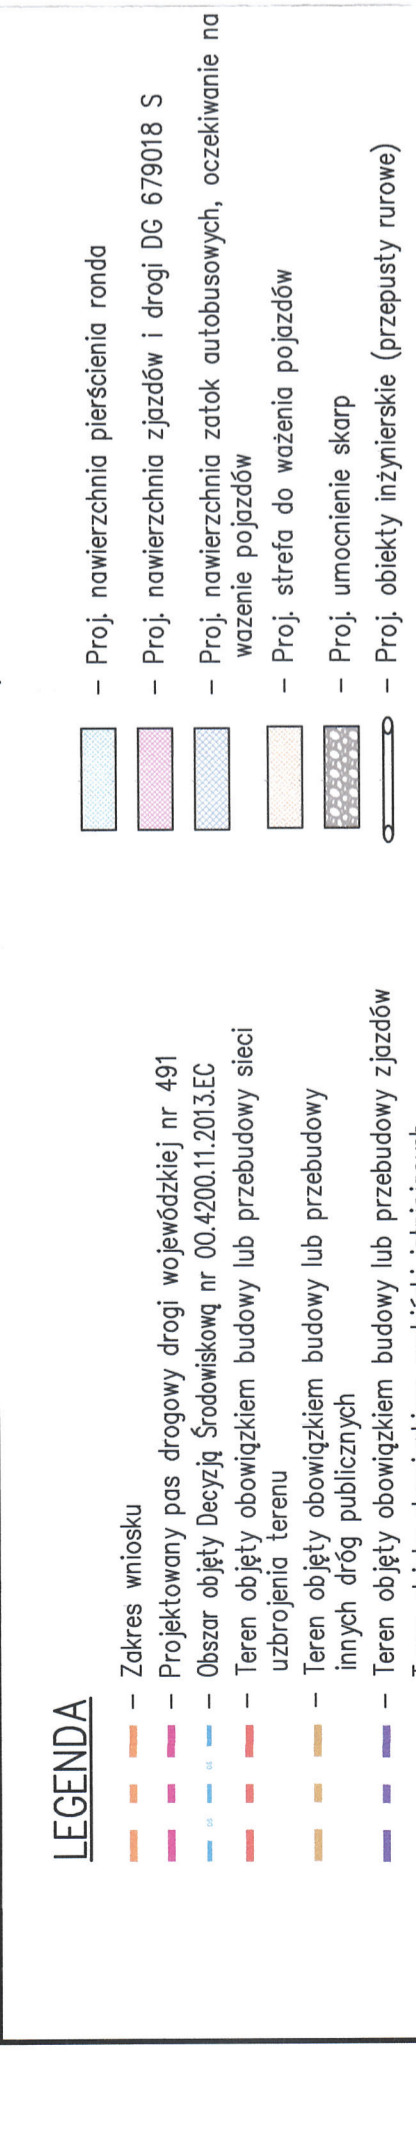 LEGENDA
– Zakres wniosku
– Projektowany pas drogowy drogi wojewódzkiej nr 491
– Obszar objęty Decyzją Środowiskową nr 00.4200.11.2013.EC
– Teren objęty obowiązkiem budowy lub przebudowy sieci
uzbrojenia terenu
– Teren objęty obowiązkiem budowy lub przebudowy
innych dróg publicznych
– Teren objęty obowiązkiem budowy lub przebudowy zjazdów
– Proj. nawierzchnia pierścienia ronda
– Proj. nawierzchnia zjazdów i drogi DG 679018 S
– Proj. nawierzchnia zatok autobusowych, oczekiwanie na
wazenie pojazdów
– Proj. strefa do ważenia pojazdów
– Proj. umocnienie skarp
– Proj. obiekty inżynierskie (przepusty rurowe)